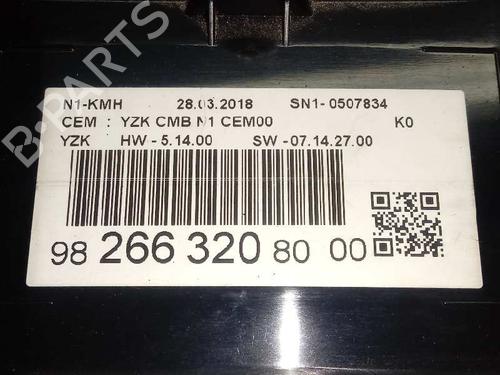 N1-KMH 28.03.2018 SN1- 0507834
CEM : YZK CMB N1 CEM00 K0
YZK HW - 5.14.00 SW - 07.14.27.00
98 266 320 80 00
B-PARTS